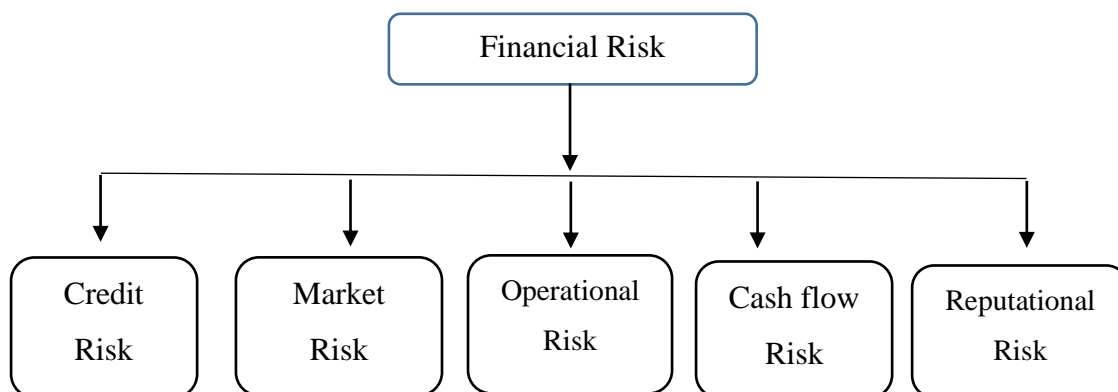 Financial Risk
Credit
Risk
Market
Risk
Operational
Risk
Cash flow
Risk
Reputational
Risk